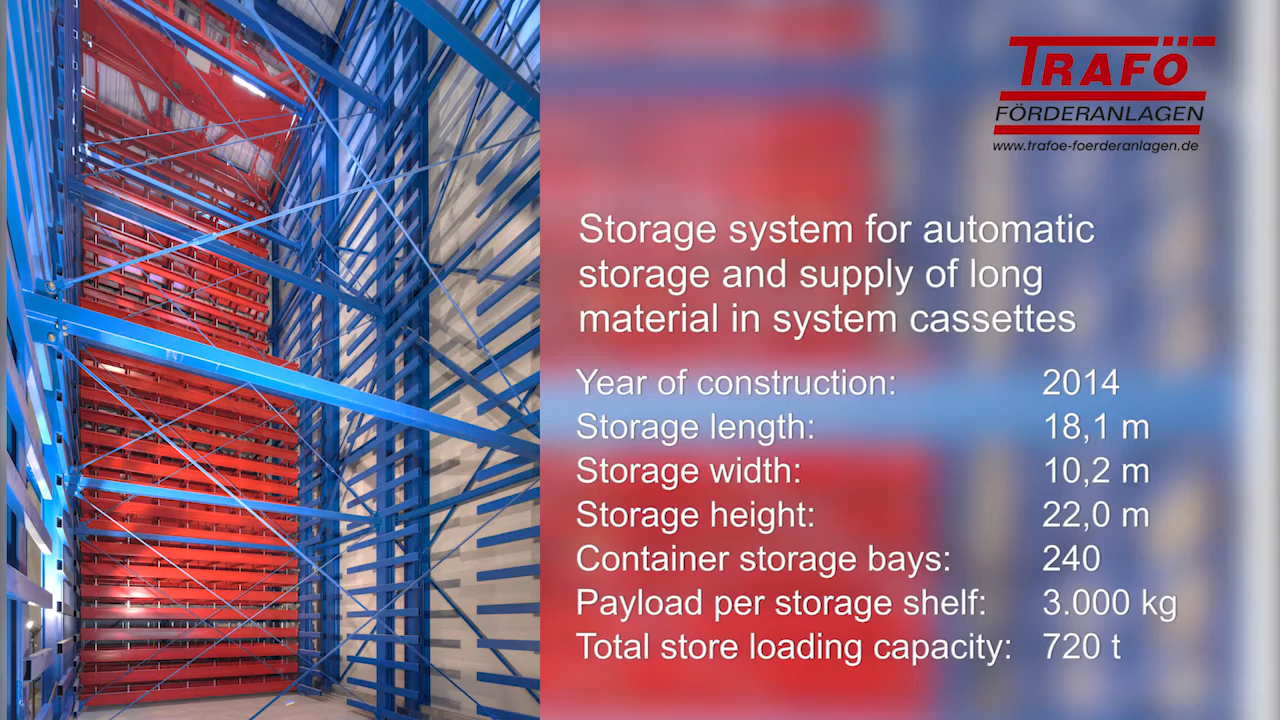 TRAFÖ
FÖRDERANLAGEN
www.trafoe-foerderanlagen.de
Storage system for automatic
storage and supply of long
material in system cassettes
Year of construction: 2014
Storage length: 18,1 m
Storage width: 10,2 m
Storage height: 22,0 m
Container storage bays: 240
Payload per storage shelf: 3.000 kg
Total store loading capacity: 720 t